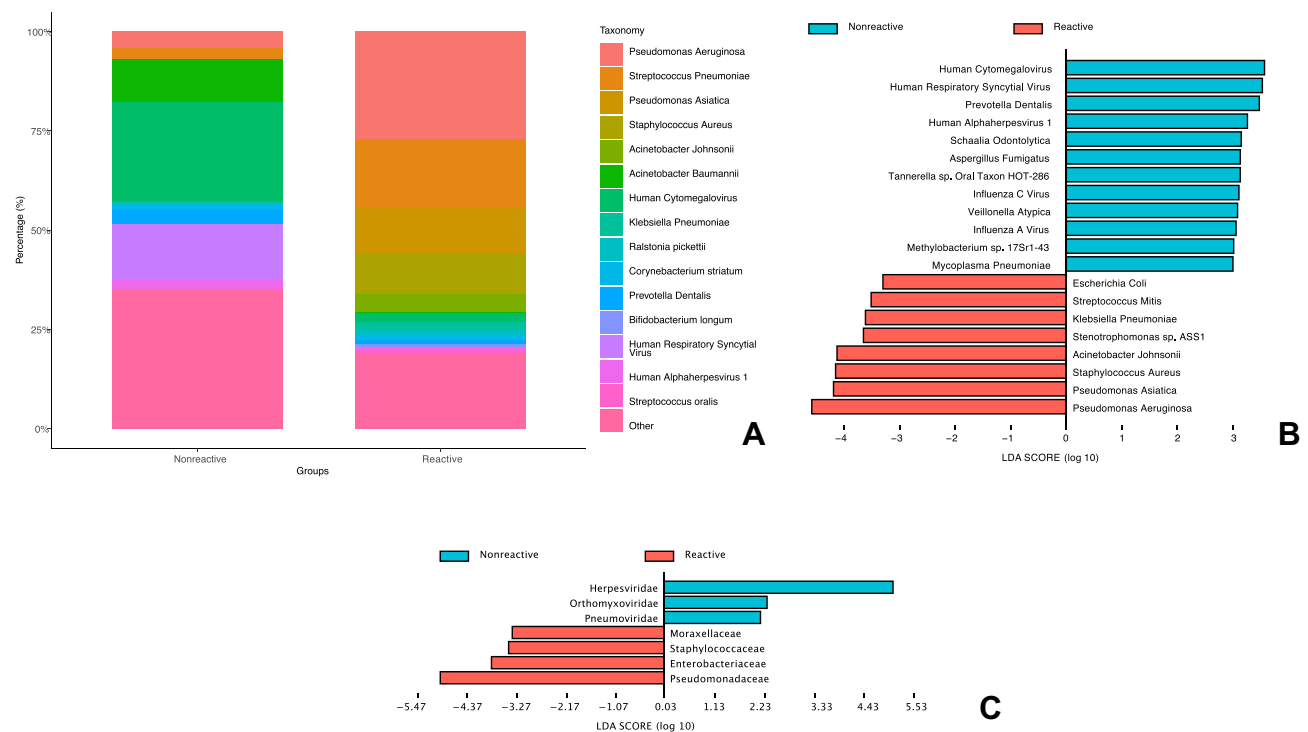 100%
75%
50%
25%
0%
Percentage (%)
Nonreactive
Reactive
Groups
Taxonomy
Pseudomonas Aeruginosa
Streptococcus Pneumoniae
Pseudomonas Asiatica
Staphylococcus Aureus
Acinetobacter Johnsonii
Acinetobacter Baumannii
Human Cytomegalovirus
Klebsiella Pneumoniae
Ralstonia pickettii
Corynebacterium striatum
Prevotella Dentalis
Bifidobacterium longum
Human Respiratory Syncytial
Virus
Human Alphaherpesvirus 1
Streptococcus oralis
Other
A
Nonreactive
Reactive
Human Cytomegalovirus
Human Respiratory Syncytial Virus
Prevotella Dentalis
Human Alphaherpesvirus 1
Schaalia Odontolytica
Aspergillus Fumigatus
Tannerella sp. Oral Taxon HOT-286
Influenza C Virus
Veillonella Atypica
Influenza A Virus
Methylobacterium sp. 17Sr1-43
Mycoplasma Pneumoniae
Escherichia Coli
Streptococcus Mitis
Klebsiella Pneumoniae
Stenotrophomonas sp. ASS1
Acinetobacter Johnsonii
Staphylococcus Aureus
Pseudomonas Asiatica
Pseudomonas Aeruginosa
−4 −3 −2 −1 0 1 2 3
LDA SCORE (log 10)
B
Nonreactive
Reactive
Herpesviridae
Orthomyxoviridae
Pneumoviridae
Moraxellaceae
Staphylococcaceae
Enterobacteriaceae
Pseudomonadaceae
−5.47 −4.37 −3.27 −2.17 −1.07 0.03 1.13 2.23 3.33 4.43 5.53
LDA SCORE (log 10)
C